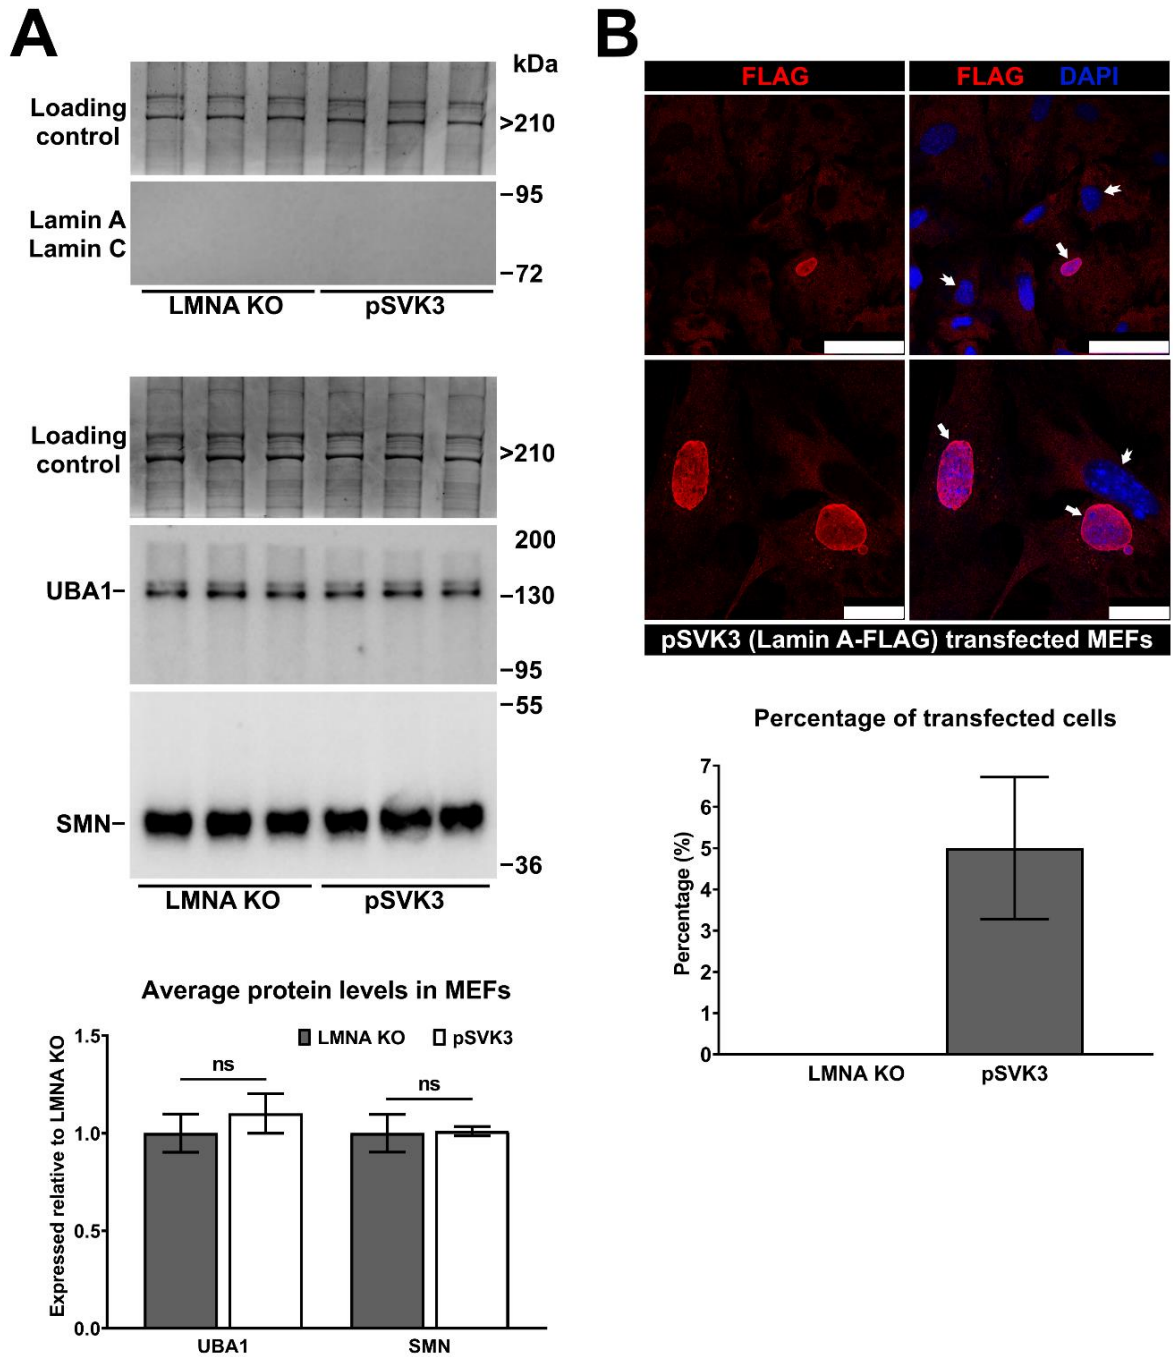 A
kDa
Loading
control
>210
–95
Lamin A
Lamin C
–72
LMNA KO pSVK3
Loading
control
>210
200
UBA1–
–130
–95
–55
SMN–
–36
LMNA KO pSVK3
Average protein levels in MEFs
LMNA KO pSVK3
Expressed relative to LMNA KO
1.5
1.0
0.5
0.0
ns
ns
UBA1 SMN
B
FLAG FLAG DAPI
pSVK3 (Lamin A-FLAG) transfected MEFs
Percentage of transfected cells
Percentage (%)
7
6
5
4
3
2
1
0
LMNA KO pSVK3